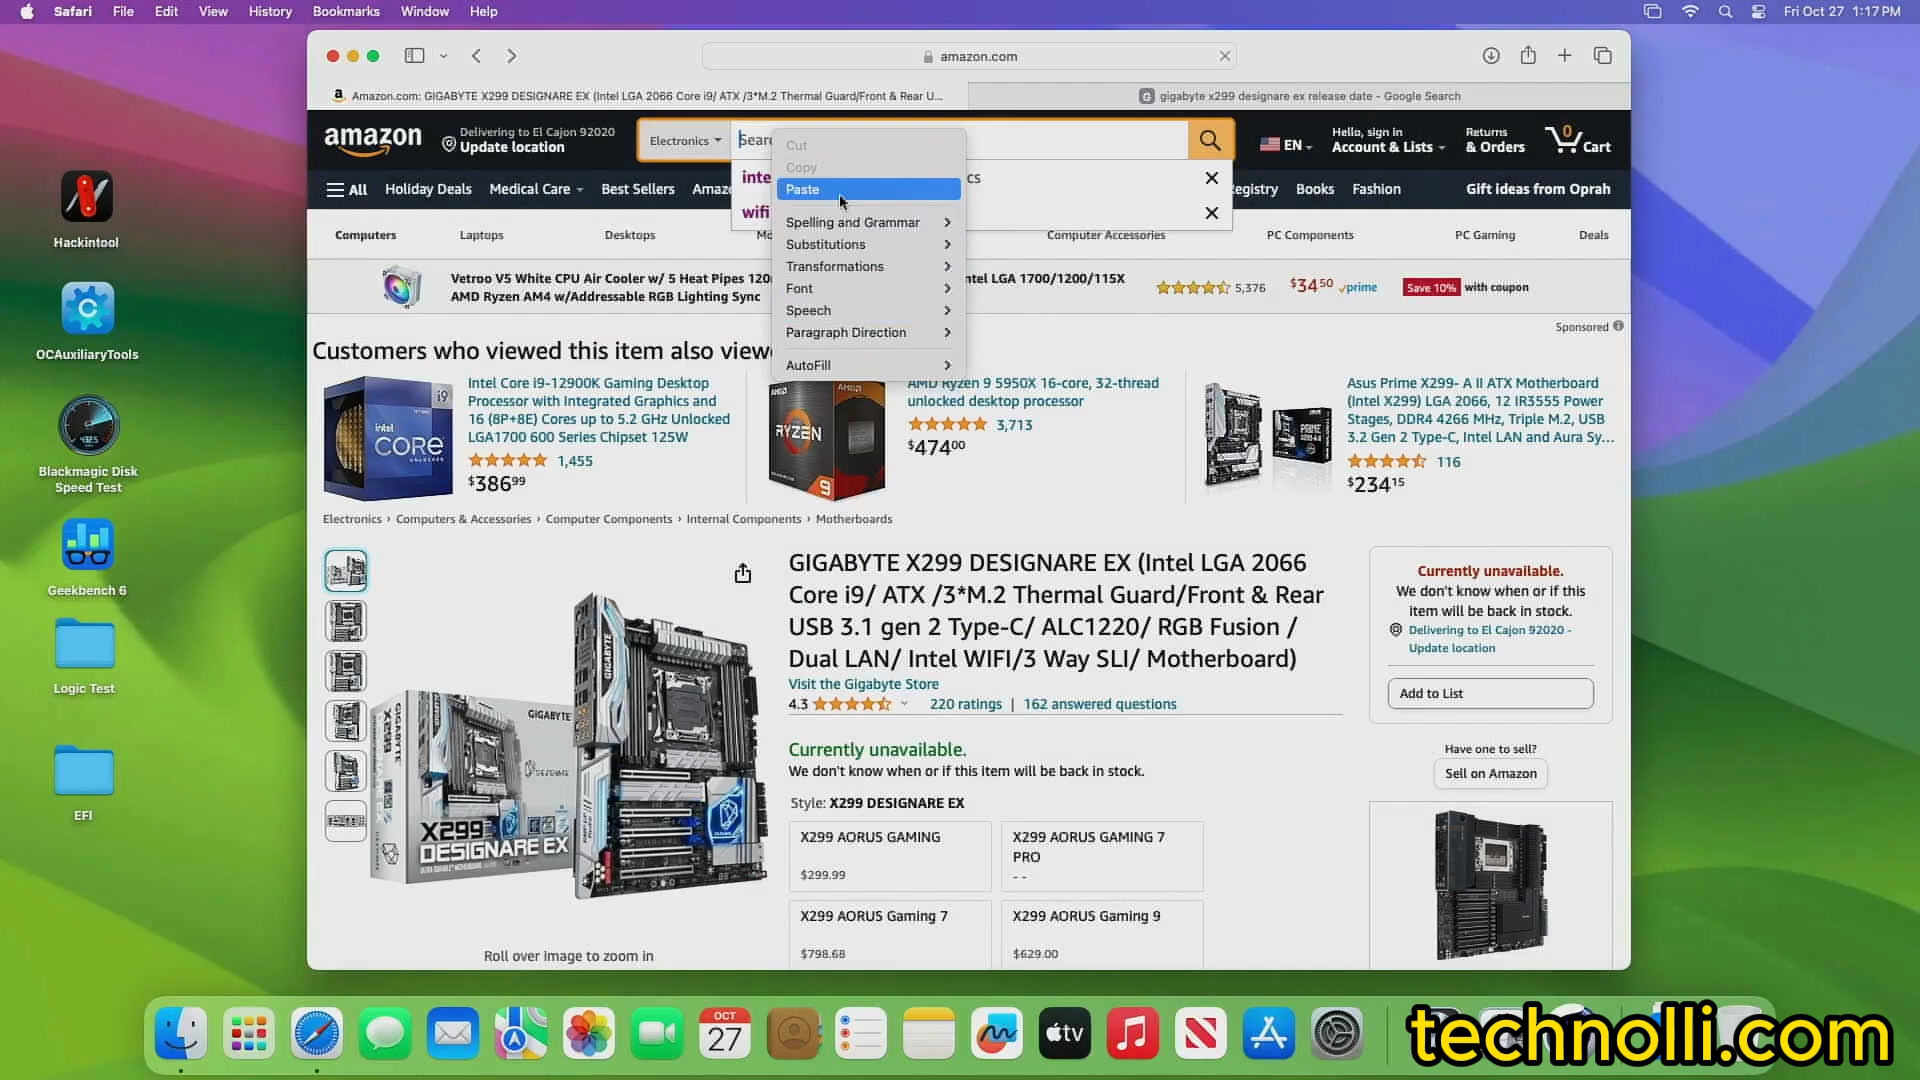 Safari File Edit View History Bookmarks Window Help
Fri Oct 27 1:17 PM
amazon.com
Amazon.com: GIGABYTE X299 DESIGNARE EX (Intel LGA 2066 Core i9/ ATX /3*M.2 Thermal Guard/Front & Rear U...
gigabyte x299 designare ex release date - Google Search
amazon
Delivering to El Cajon 92020
Update location
Electronics
EN
Hello, sign in
Account & Lists
Returns
& Orders
0
Cart
Cut
Copy
Paste
Spelling and Grammar
Substitutions
Transformations
Font
Speech
Paragraph Direction
AutoFill
inte
cs
wifi
All Holiday Deals Medical Care Best Sellers
Books Fashion
Gift ideas from Oprah
Computers Laptops Desktops
Computer Accessories PC Components PC Gaming Deals
Vetroo V5 White CPU Air Cooler w/ 5 Heat Pipes
LGA 1700/1200/115X
AMD Ryzen AM4 w/Addressable RGB Lighting Sync
5,376
$34.50 prime
Save 10% with coupon
Sponsored
Customers who viewed this item also
Intel Core i9-12900K Gaming Desktop
Processor with Integrated Graphics and
16 (8P+8E) Cores up to 5.2 GHz Unlocked
LGA1700 600 Series Chipset 125W
1,455
$386.99
i9
intel
CORE
AMD Ryzen 9 5950X 16-core, 32-thread
unlocked desktop processor
3,713
$474.00
RYZEN
9
Asus Prime X299- A II ATX Motherboard
(Intel X299) LGA 2066, 12 IR3555 Power
Stages, DDR4 4266 MHz, Triple M.2, USB
3.2 Gen 2 Type-C, Intel LAN and Aura Sy...
116
$234.15
Electronics › Computers & Accessories › Computer Components › Internal Components › Motherboards
GIGABYTE X299 DESIGNARE EX (Intel LGA 2066
Core i9/ ATX /3*M.2 Thermal Guard/Front & Rear
USB 3.1 gen 2 Type-C/ ALC1220/ RGB Fusion /
Dual LAN/ Intel WIFI/3 Way SLI/ Motherboard)
Visit the Gigabyte Store
4.3
220 ratings | 162 answered questions
Currently unavailable.
We don't know when or if this item will be back in stock.
Style: X299 DESIGNARE EX
X299 AORUS GAMING
$299.99
X299 AORUS GAMING 7
PRO
- -
X299 AORUS Gaming 7
$798.68
X299 AORUS Gaming 9
$629.00
Currently unavailable.
We don't know when or if this
item will be back in stock.
Delivering to El Cajon 92020 -
Update location
Add to List
Have one to sell?
Sell on Amazon
GIGABYTE
X299
DESIGNARE EX
Roll over image to zoom in
Hackintool
OCAuxiliaryTools
Blackmagic Disk
Speed Test
Geekbench 6
Logic Test
EFI
OCT
27
tv
technolli.com